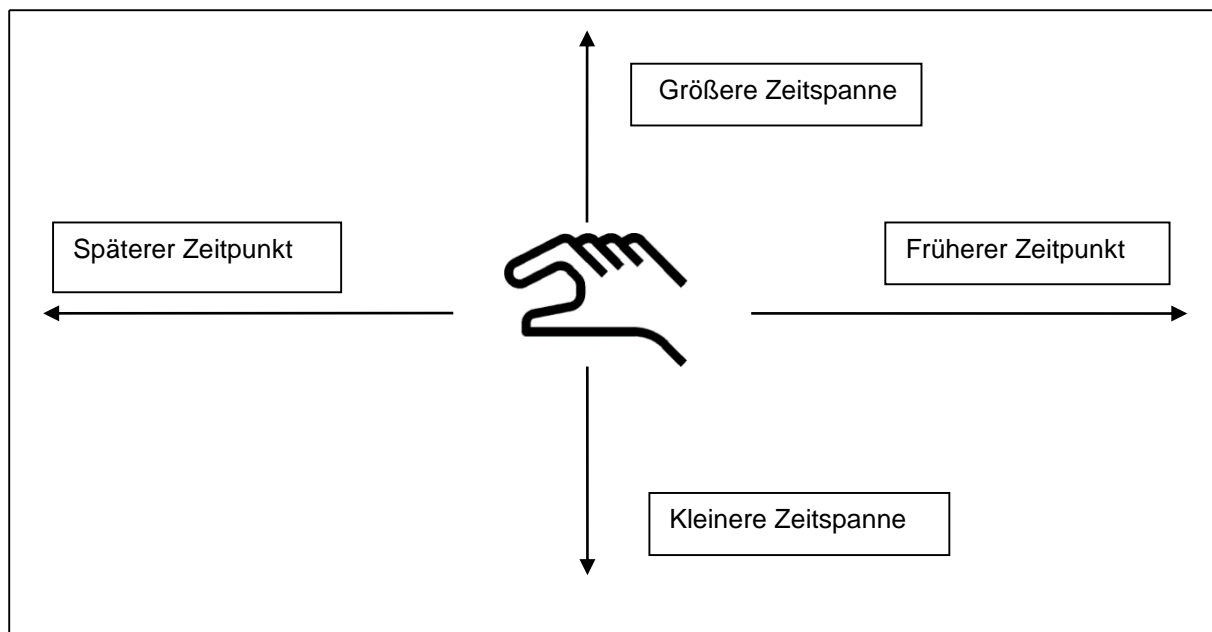 Größere Zeitspanne
Späterer Zeitpunkt
Früherer Zeitpunkt
Kleinere Zeitspanne